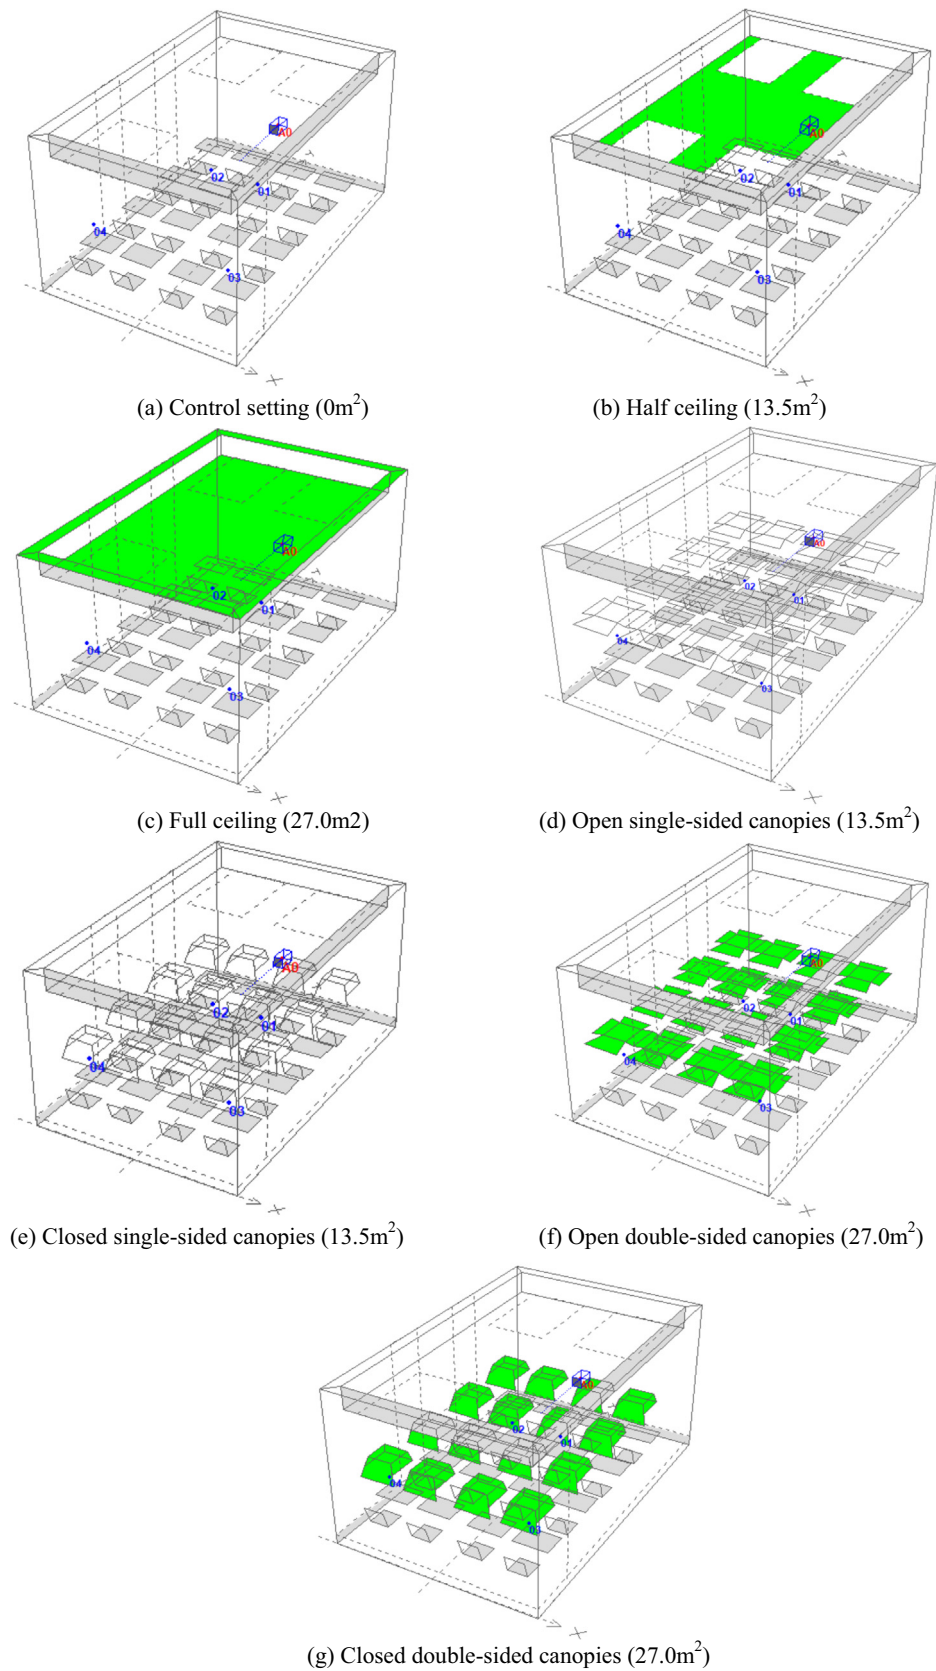 A0
02
01
04
03
X
(a) Control setting (0m²)
A0
02
01
04
03
X
(b) Half ceiling (13.5m²)
A0
02
01
04
03
X
(c) Full ceiling (27.0m2)
A0
02
01
04
03
X
(d) Open single-sided canopies (13.5m²)
A0
02
01
04
03
X
(e) Closed single-sided canopies (13.5m²)
A0
02
01
04
03
X
(f) Open double-sided canopies (27.0m²)
A0
02
01
04
03
X
(g) Closed double-sided canopies (27.0m²)